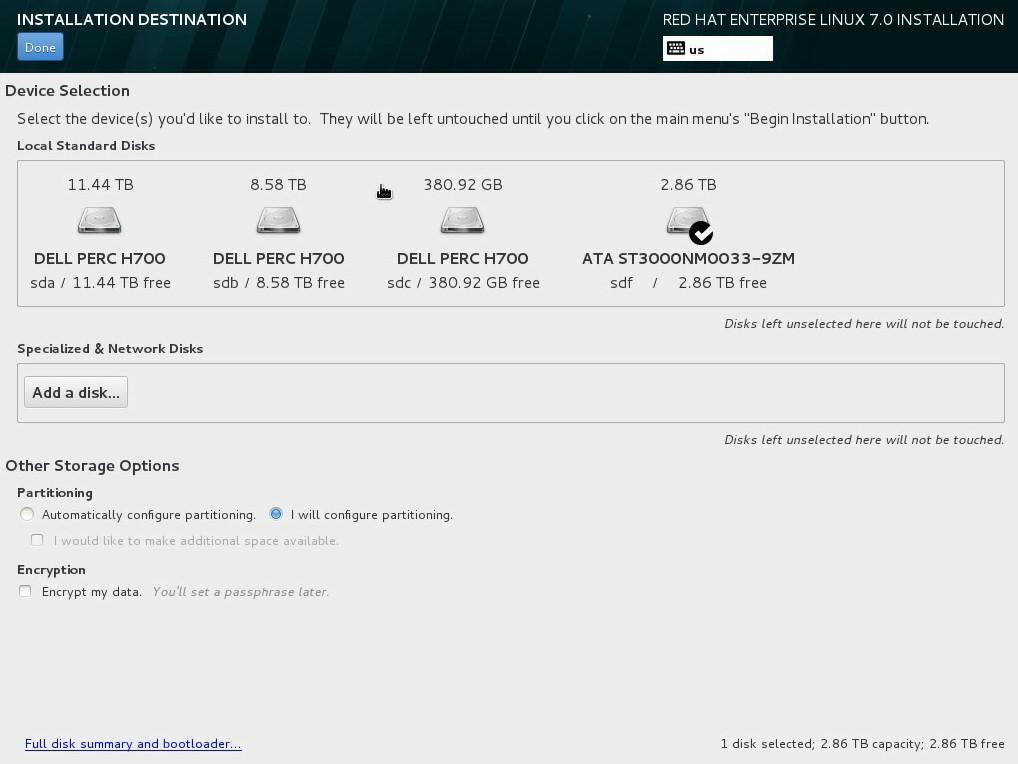 INSTALLATION DESTINATION
RED HAT ENTERPRISE LINUX 7.0 INSTALLATION
Done
us
Device Selection
Select the device(s) you'd like to install to.  They will be left untouched until you click on the main menu's "Begin Installation" button.
Local Standard Disks
11.44 TB 8.58 TB 380.92 GB 2.86 TB
DELL PERC H700 DELL PERC H700 DELL PERC H700 ATA ST3000NM0033-9ZM
sda / 11.44 TB free sdb / 8.58 TB free sdc / 380.92 GB free sdf / 2.86 TB free
Disks left unselected here will not be touched.
Specialized & Network Disks
Add a disk...
Disks left unselected here will not be touched.
Other Storage Options
Partitioning
Automatically configure partitioning. I will configure partitioning.
I would like to make additional space available.
Encryption
Encrypt my data. You'll set a passphrase later.
Full disk summary and bootloader... 1 disk selected; 2.86 TB capacity; 2.86 TB free